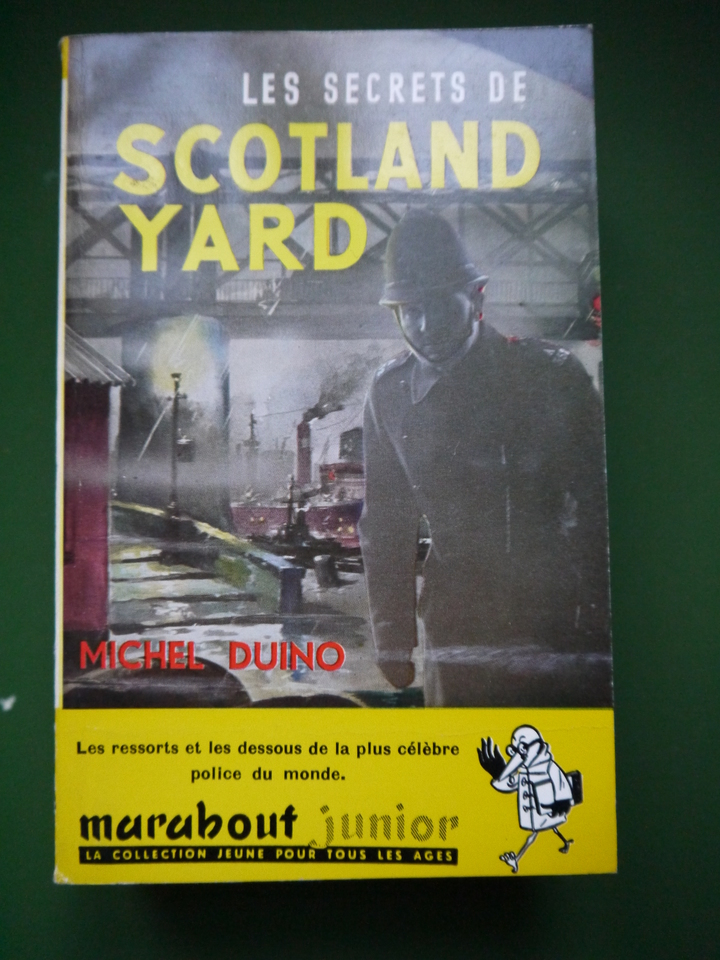 LES SECRETS DE
SCOTLAND
YARD
MICHEL DUINO
Les ressorts et les dessous de la plus célèbre
police du monde.
marabout junior
LA COLLECTION JEUNE POUR TOUS LES AGES